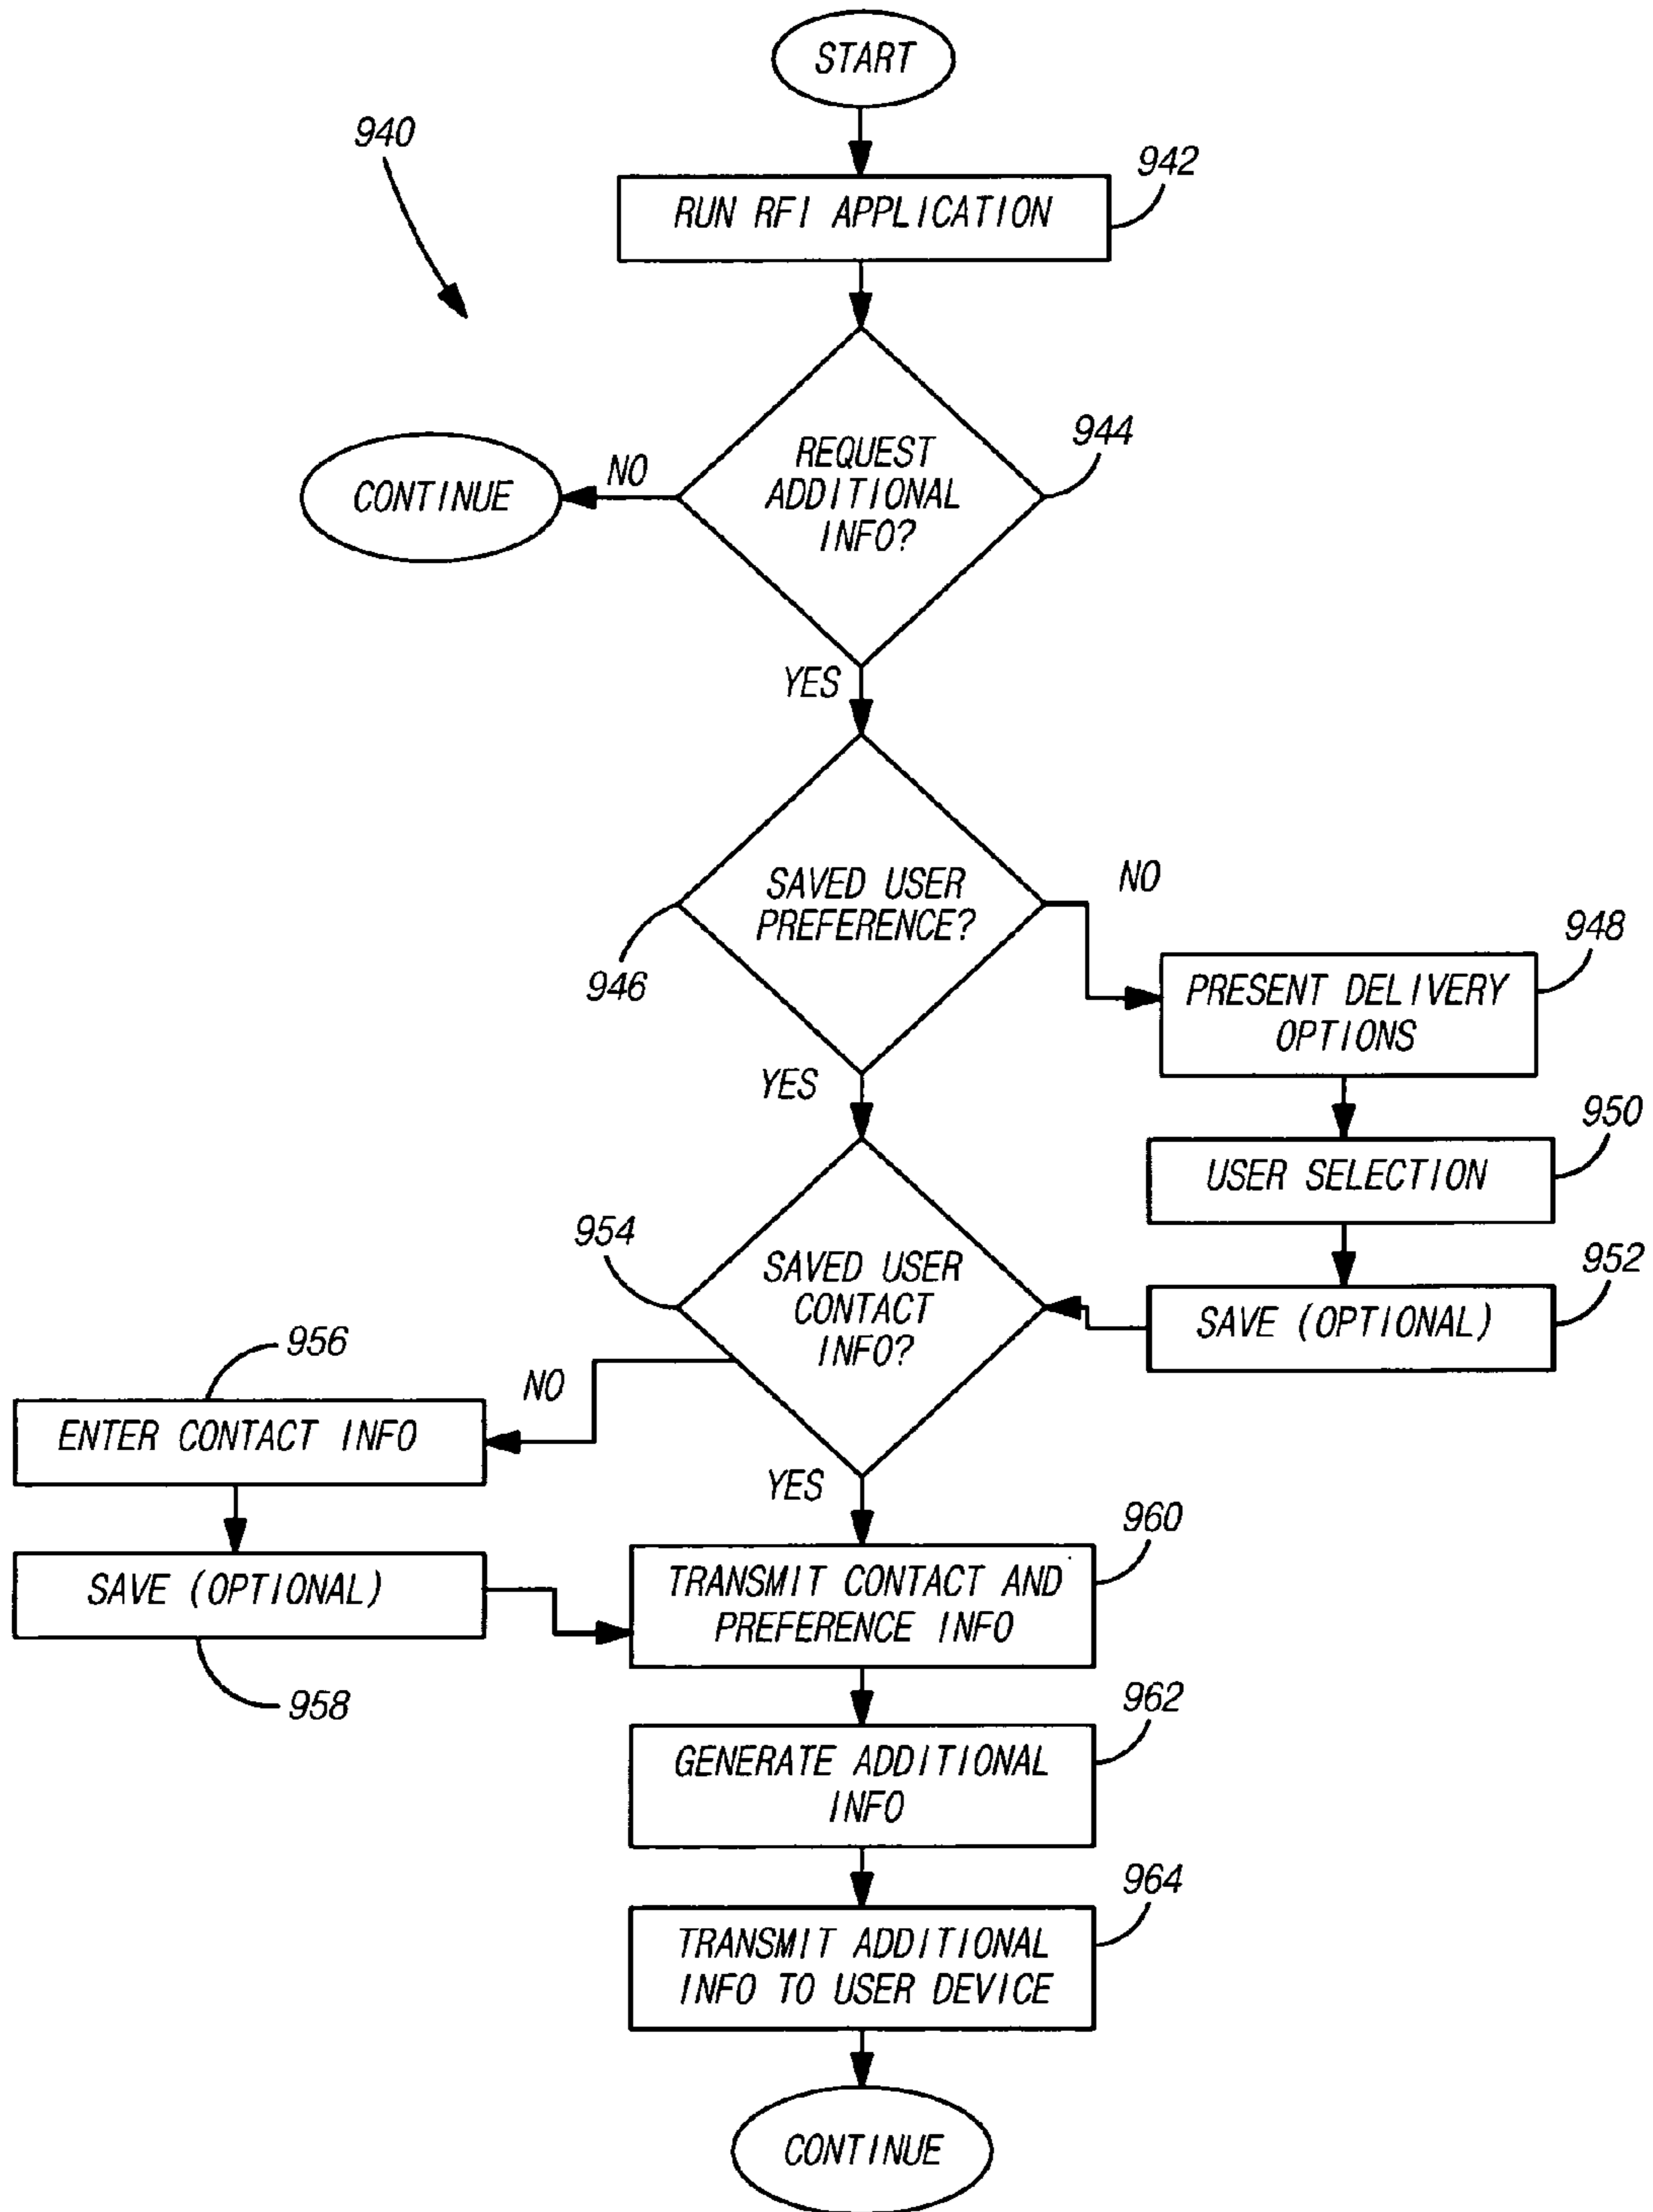 START
940
942
RUN RFI APPLICATION
944
REQUEST
ADDITIONAL
INFO?
NO
CONTINUE
YES
SAVED USER
PREFERENCE?
NO
946
948
PRESENT DELIVERY
OPTIONS
YES
950
USER SELECTION
954
952
SAVED USER
CONTACT
INFO?
SAVE (OPTIONAL)
956
NO
ENTER CONTACT INFO
YES
960
SAVE (OPTIONAL)
958
TRANSMIT CONTACT AND
PREFERENCE INFO
962
GENERATE ADDITIONAL
INFO
964
TRANSMIT ADDITIONAL
INFO TO USER DEVICE
CONTINUE